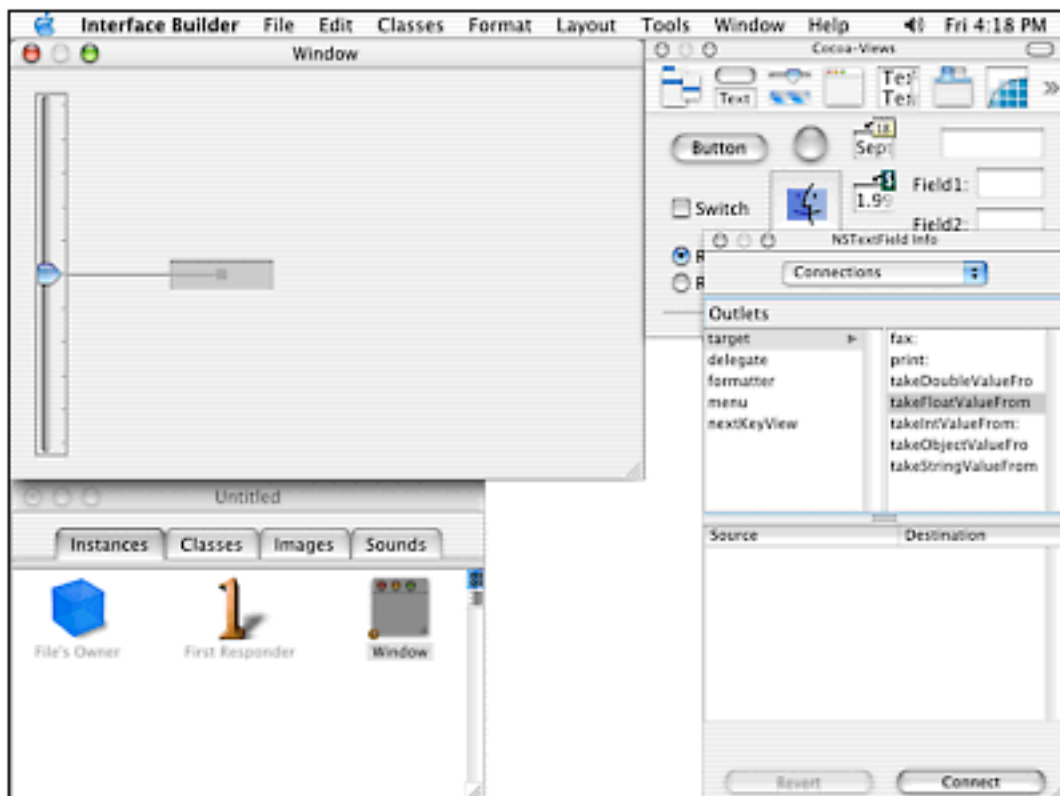 Interface Builder File Edit Classes Format Layout Tools Window Help Fri 4:18 PM
Window
Cocoa-Views
Text
Button
Sept
18
Switch
1.99
Field1:
Field2:
NSTextField Info
Connections
Outlets
target
delegate
formatter
menu
nextKeyView
fax:
print:
takeDoubleValueFro
takeFloatValueFrom
takeIntValueFrom:
takeObjectValueFro
takeStringValueFrom
Source Destination
Revert Connect
Untitled
Instances Classes Images Sounds
File's Owner First Responder Window